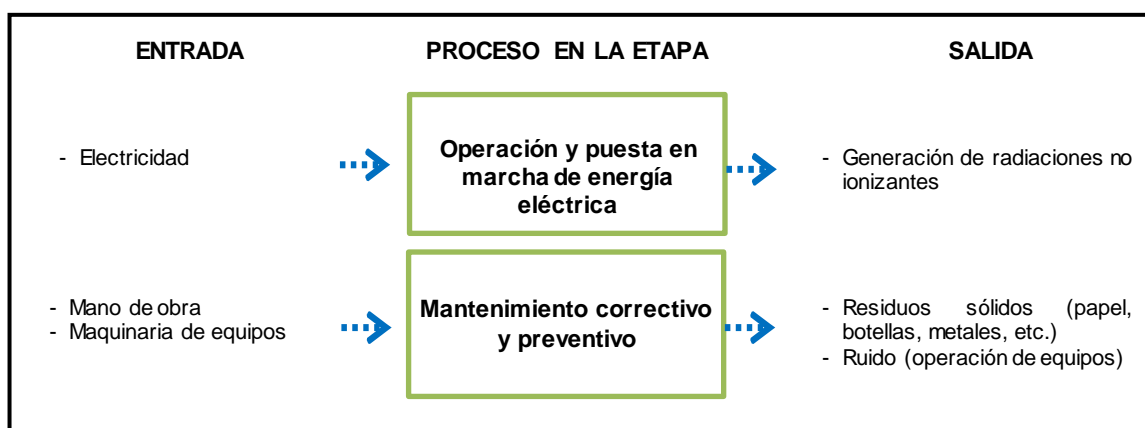 ENTRADA
PROCESO EN LA ETAPA
SALIDA
- Electricidad
Operación y puesta en
marcha de energía
eléctrica
- Generación de radiaciones no
ionizantes
- Mano de obra
- Maquinaria de equipos
Mantenimiento correctivo
y preventivo
- Residuos sólidos (papel,
botellas, metales, etc.)
- Ruido (operación de equipos)